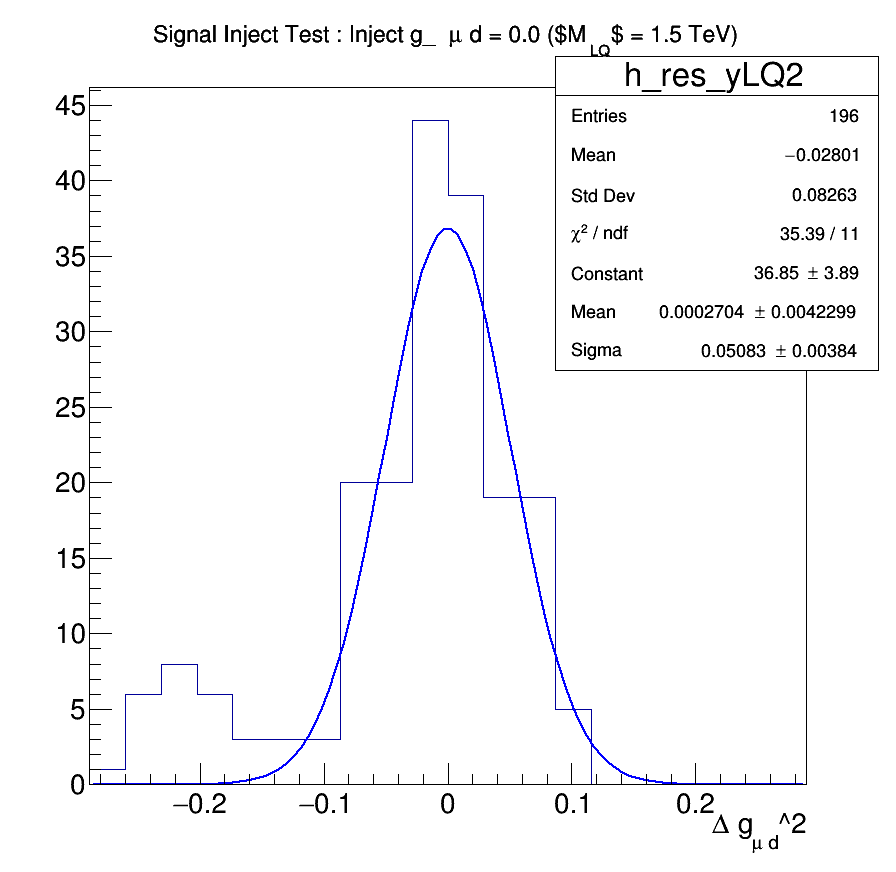 Signal Inject Test : Inject g_ μ d = 0.0 ($M_LQ$ = 1.5 TeV)
h_res_yLQ2
Entries 196
Mean −0.02801
Std Dev 0.08263
χ² / ndf 35.39 / 11
Constant 36.85 ± 3.89
Mean 0.0002704 ± 0.0042299
Sigma 0.05083 ± 0.00384
45
40
35
30
25
20
15
10
5
0
−0.2 −0.1 0 0.1 0.2
Δ g_μ d^2